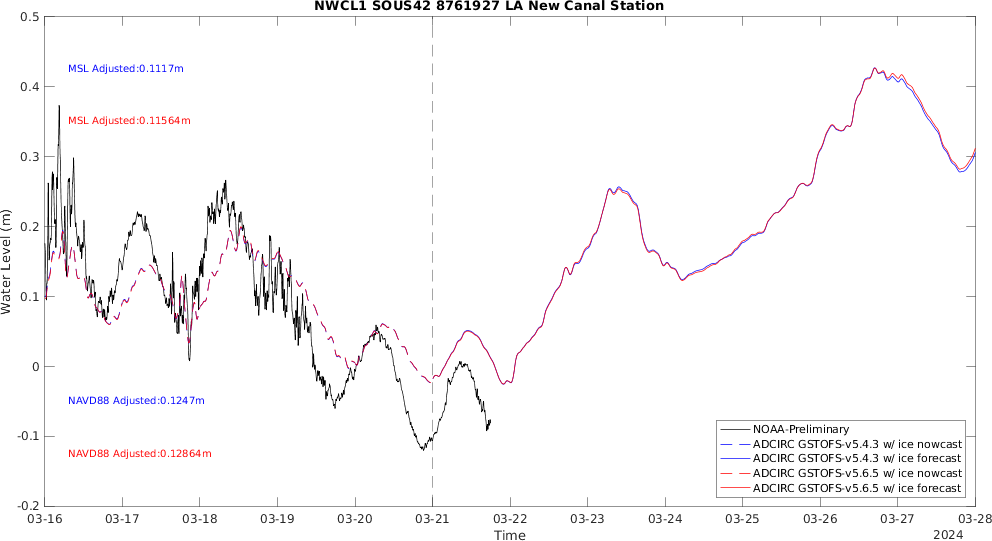 NWCL1 SOUS42 8761927 LA New Canal Station
0.5
0.4
0.3
0.2
0.1
0
-0.1
-0.2
Water Level (m)
MSL Adjusted:0.1117m
MSL Adjusted:0.11564m
NAVD88 Adjusted:0.1247m
NAVD88 Adjusted:0.12864m
NOAA-Preliminary
ADCIRC GSTOFS-v5.4.3 w/ ice nowcast
ADCIRC GSTOFS-v5.4.3 w/ ice forecast
ADCIRC GSTOFS-v5.6.5 w/ ice nowcast
ADCIRC GSTOFS-v5.6.5 w/ ice forecast
03-16 03-17 03-18 03-19 03-20 03-21 03-22 03-23 03-24 03-25 03-26 03-27 03-28
Time
2024